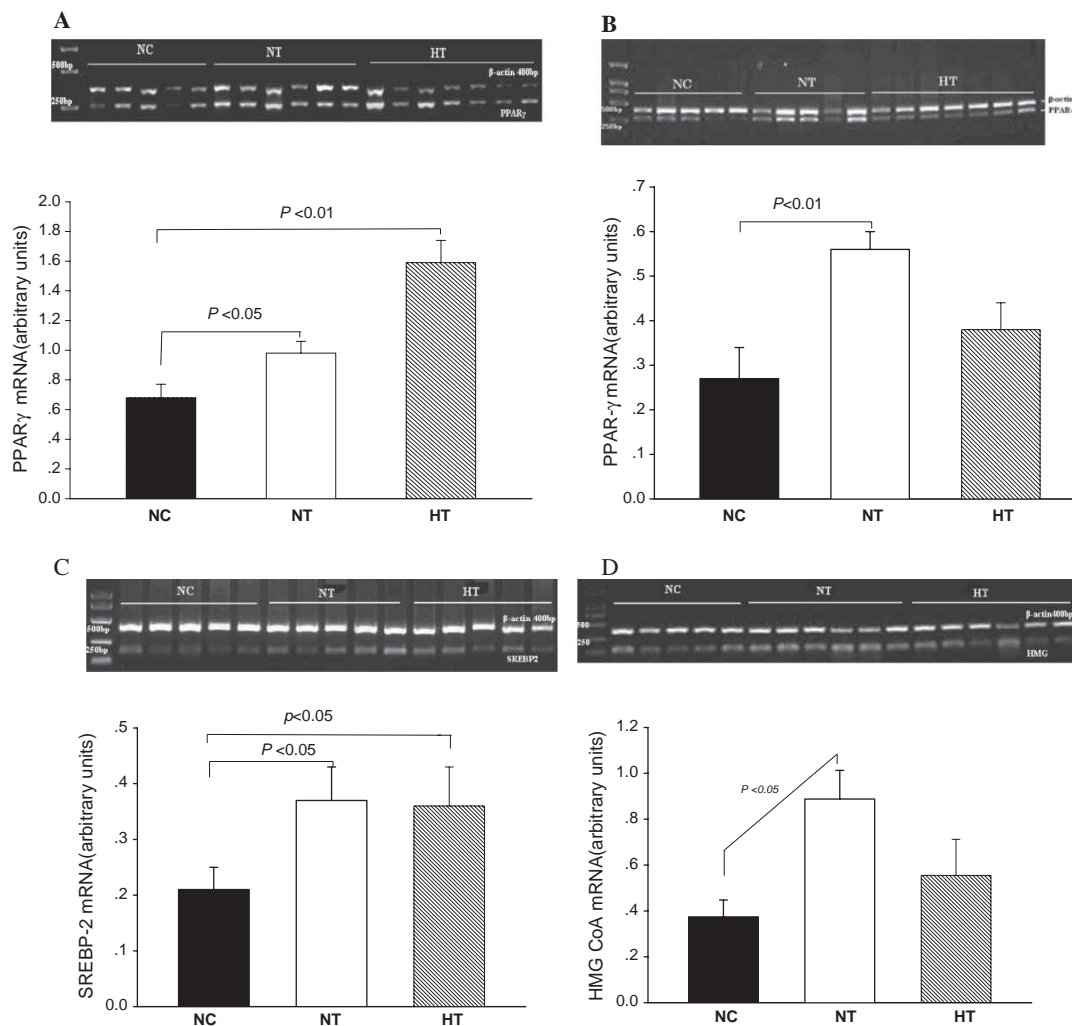 A
NC NT HT
500bp
β-actin 400bp
250bp
PPARγ
PPARγ mRNA(arbitrary units)
2.0
1.8
1.6
1.4
1.2
1.0
.8
.6
.4
.2
0.0
P <0.01
P <0.05
NC NT HT
B
NC NT HT
β-actin
500bp
PPARγ
250bp
PPAR-γ mRNA(arbitrary units)
.7
.6
.5
.4
.3
.2
.1
0.0
P<0.01
NC NT HT
C
NC NT HT
β-actin 400bp
500bp
250bp
SREBP2
SREBP-2 mRNA(arbitrary units)
.5
.4
.3
.2
.1
0.0
p<0.05
P <0.05
NC NT HT
D
NC NT HT
β-actin400bp
500
250
HMG
HMG CoA mRNA(arbitrary units)
1.2
1.0
0.8
0.6
.4
.2
0.0
P <0.05
NC NT HT